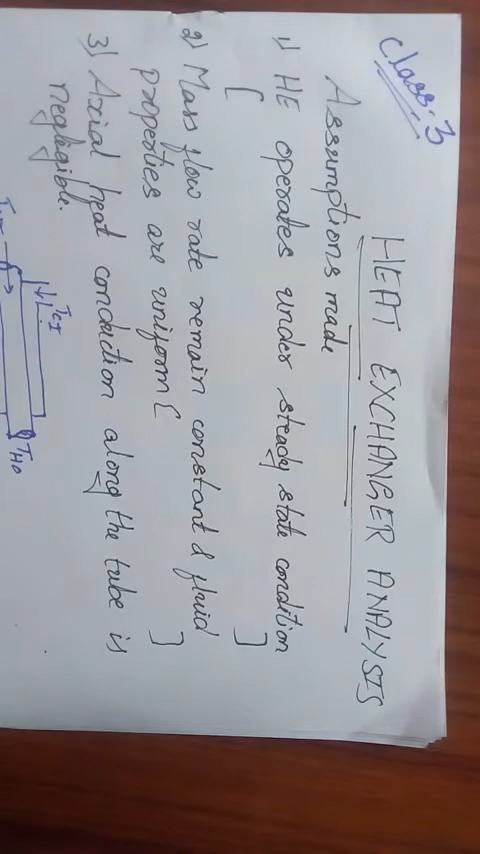 Class-3
HEAT EXCHANGER ANALYSIS
Assumptions made
1) HE operates under steady state condition
[ ]
2) Mass flow rate remain constant & fluid
properties are uniform [ ]
3) Axial heat conduction along the tube is
neglegible.
TCI
THO